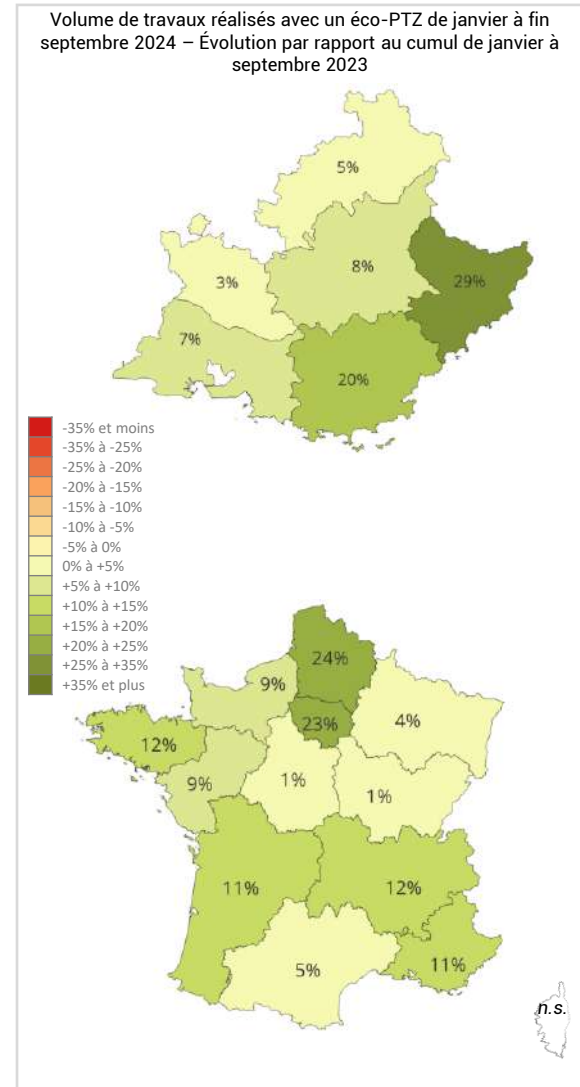 Volume de travaux réalisés avec un éco-PTZ de janvier à fin
septembre 2024 – Évolution par rapport au cumul de janvier à
septembre 2023
5%
8%
29%
3%
7%
20%
-35% et moins
-35% à -25%
-25% à -20%
-20% à -15%
-15% à -10%
-10% à -5%
-5% à 0%
0% à +5%
+5% à +10%
+10% à +15%
+15% à +20%
+20% à +25%
+25% à +35%
+35% et plus
24%
9%
23%
4%
12%
9%
1%
1%
11%
12%
5%
11%
n.s.